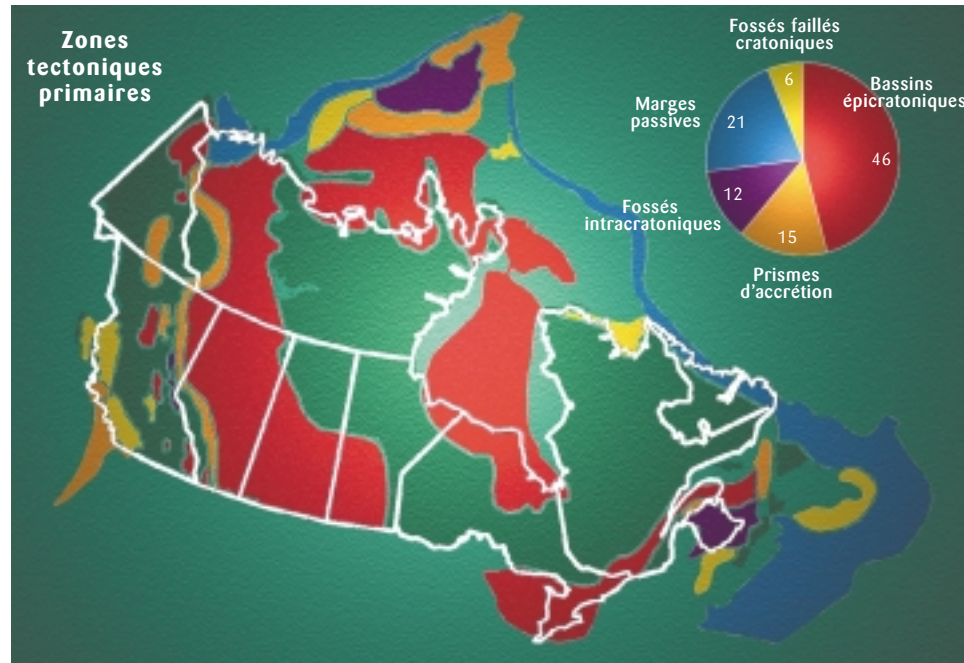 Zones
tectoniques
primaires
Fossés faillés
cratoniques
6
Bassins
épicratoniques
46
Marges
passives
21
Fossés
intracratoniques
12
15
Prismes
d'accrétion